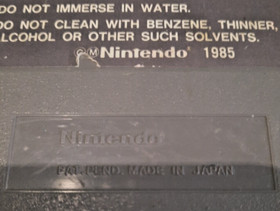 DO NOT IMMERSE IN WATER,
DO NOT CLEAN WITH BENZENE, THINNER,
ALCOHOL OR OTHER SUCH SOLVENTS.
©Ⓜ Nintendo® 1985
Nintendo®
PAT. PEND. MADE IN JAPAN